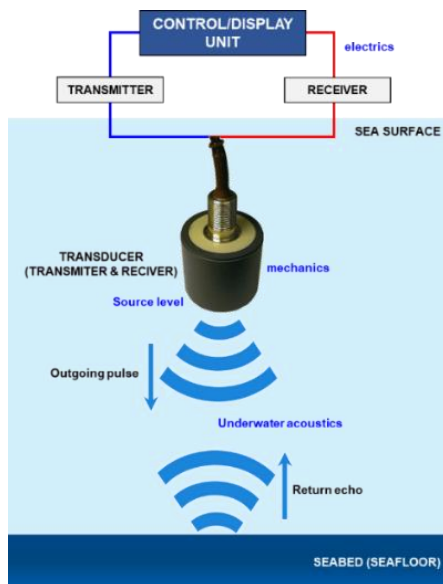 CONTROL/DISPLAY
UNIT
electrics
TRANSMITTER
RECEIVER
SEA SURFACE
TRANSDUCER
(TRANSMITER & RECIVER)
mechanics
Source level
Outgoing pulse
Underwater acoustics
Return echo
SEABED (SEAFLOOR)